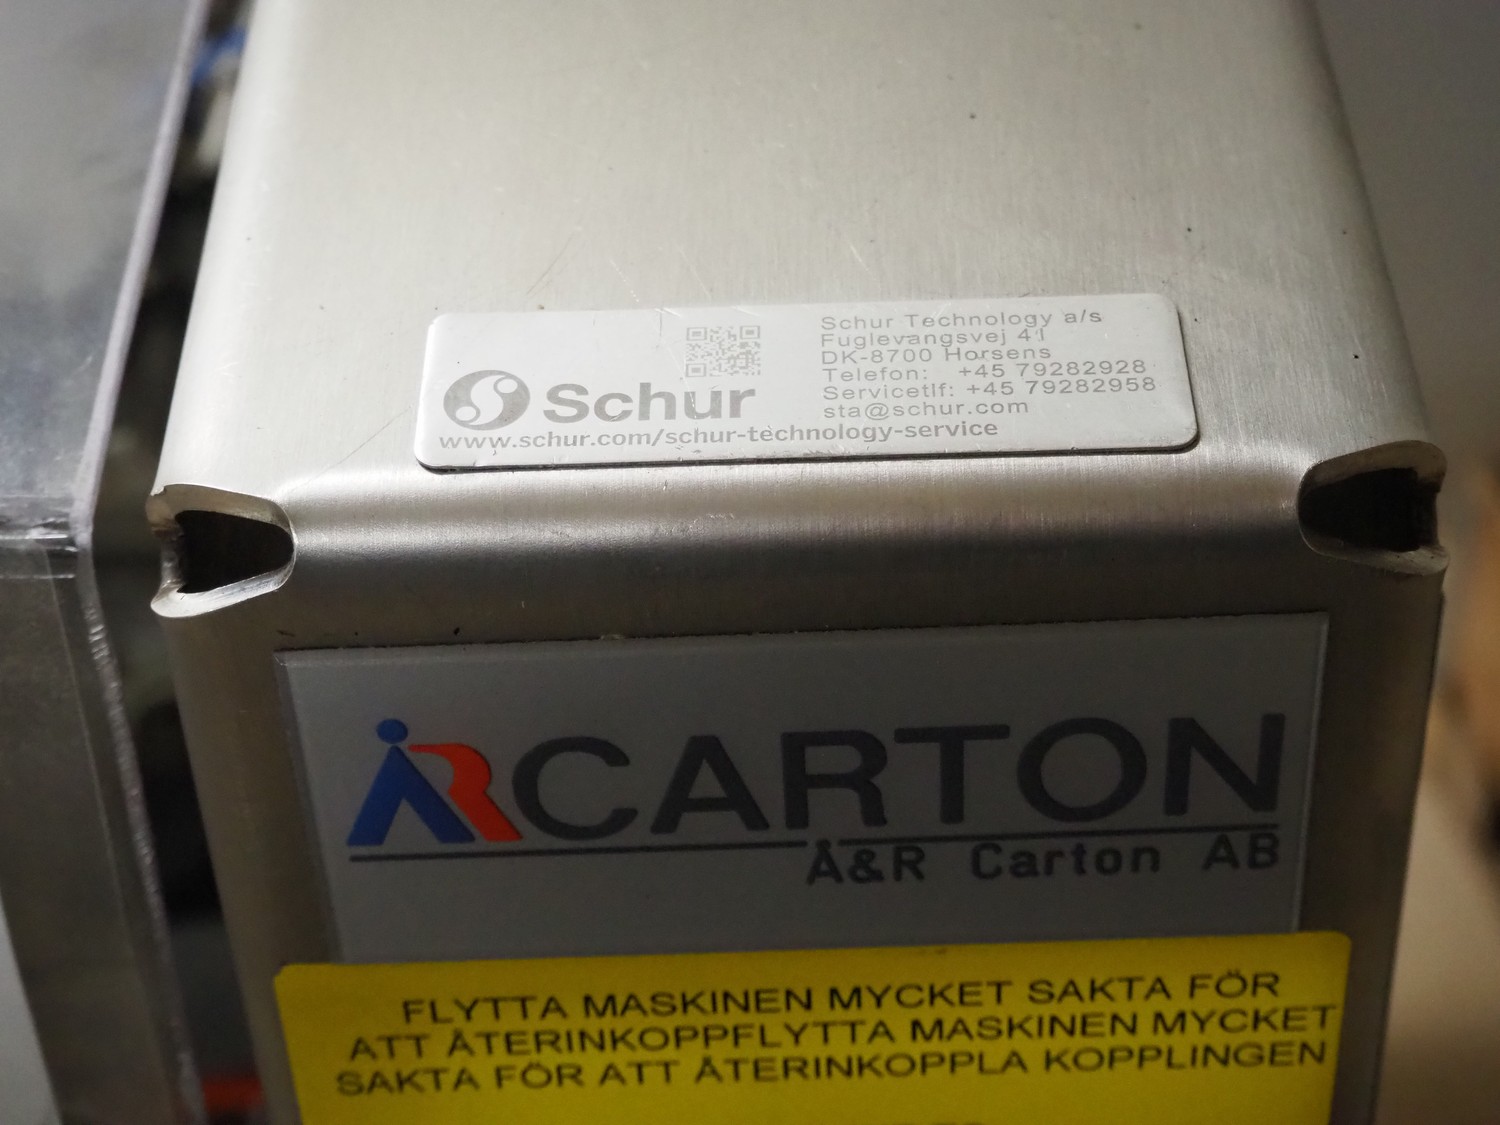 Schur Technology a/s
Fuglevangsvej 41
DK-8700 Horsens
Telefon: +45 79282928
Servicetlf: +45 79282958
sta@schur.com
Schur
www.schur.com/schur-technology-service
ÅRCARTON
Å&R Carton AB
FLYTTA MASKINEN MYCKET SAKTA FÖR
ATT ÅTERINKOPPFLYTTA MASKINEN MYCKET
SAKTA FÖR ATT ÅTERINKOPPLA KOPPLINGEN